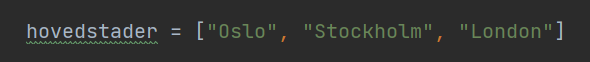 hovedstader = ["Oslo", "Stockholm", "London"]